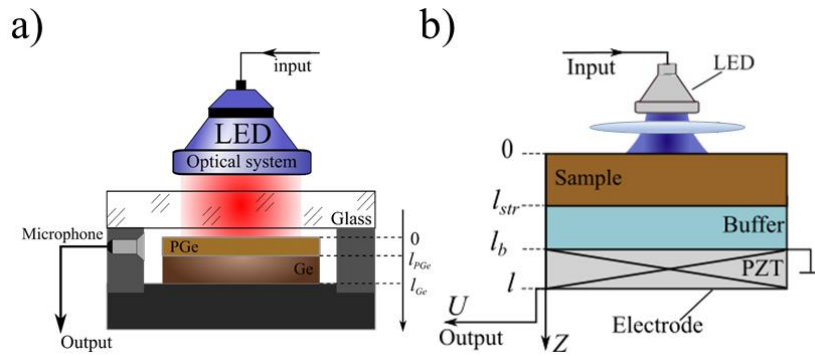 a)
input
LED
Optical system
Glass
Microphone
PGe
Ge
0
l_PGe
l_Ge
Output
b)
Input
LED
0
Sample
l_str
Buffer
l_b
PZT
l
U
Output
Z
Electrode